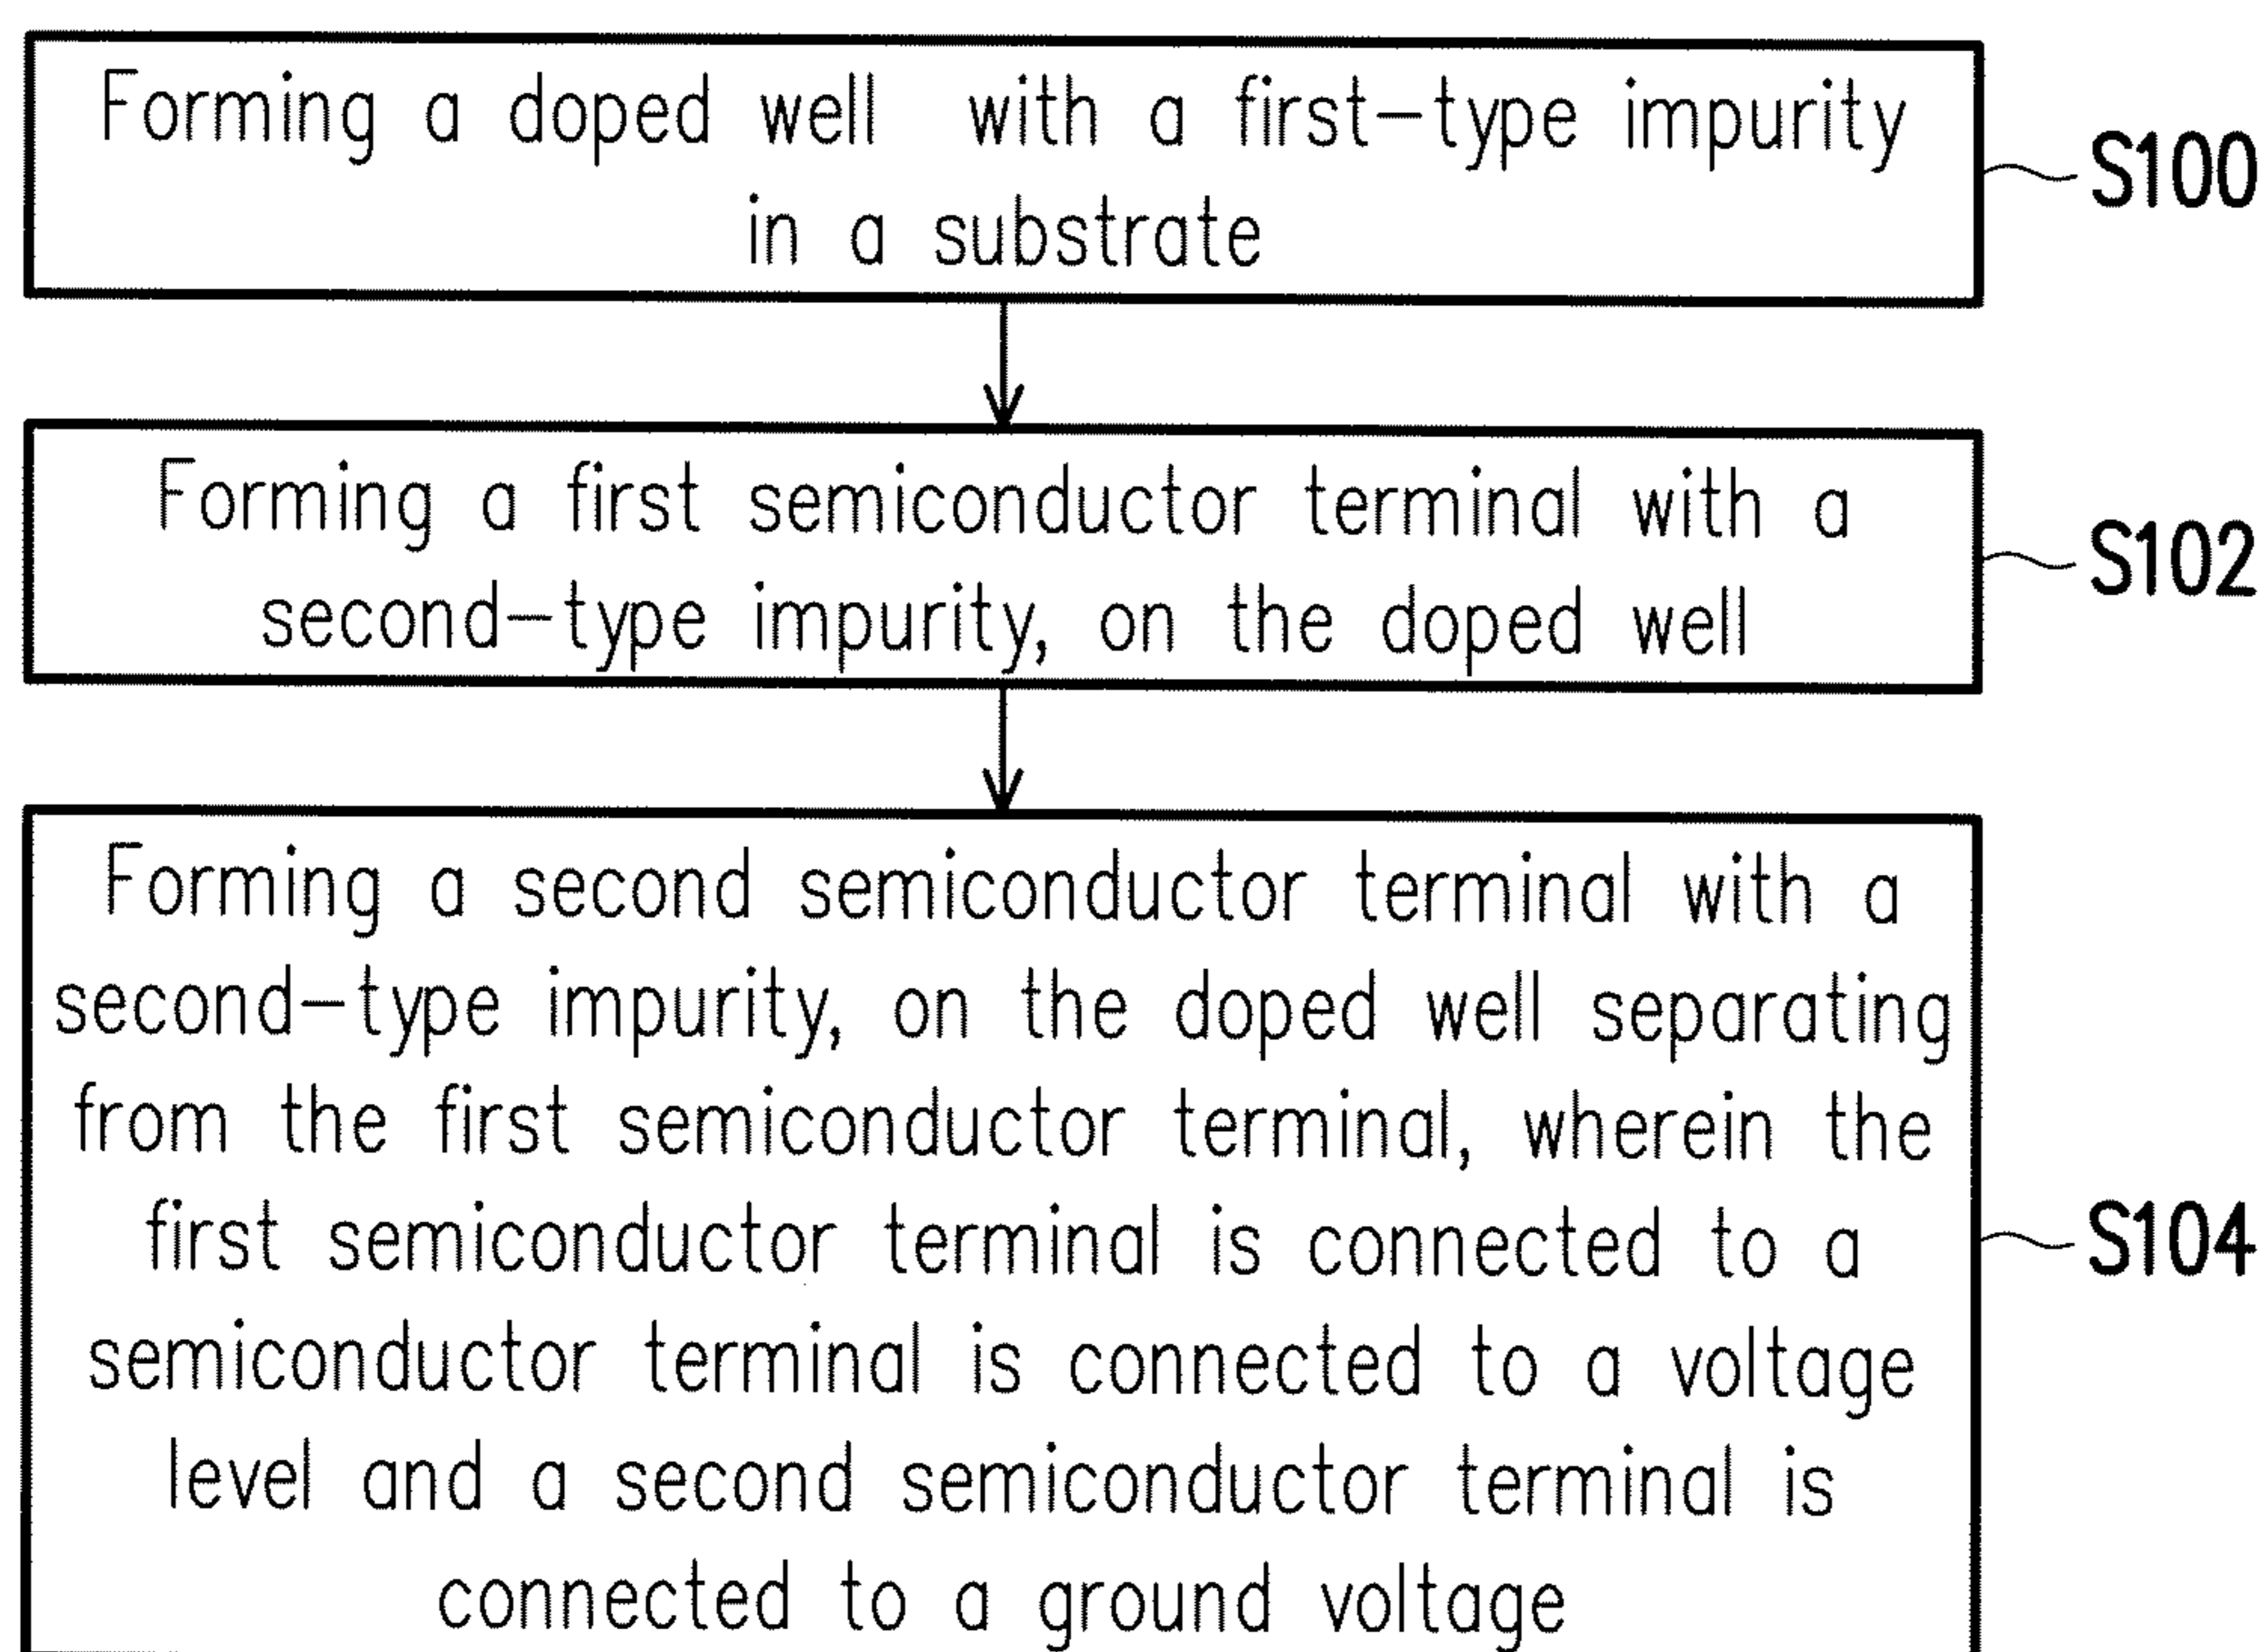 Forming a doped well with a first-type impurity
in a substrate
S100
Forming a first semiconductor terminal with a
second-type impurity, on the doped well
S102
Forming a second semiconductor terminal with a
second-type impurity, on the doped well separating
from the first semiconductor terminal, wherein the
first semiconductor terminal is connected to a
semiconductor terminal is connected to a voltage
level and a second semiconductor terminal is
connected to a ground voltage
S104